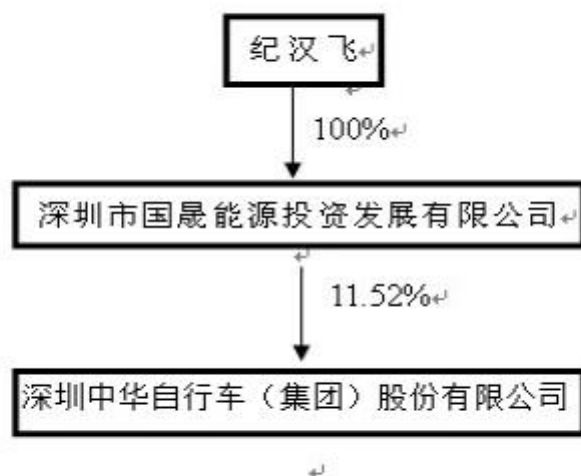 纪汉飞
100%
深圳市国晟能源投资发展有限公司
11.52%
深圳中华自行车（集团）股份有限公司